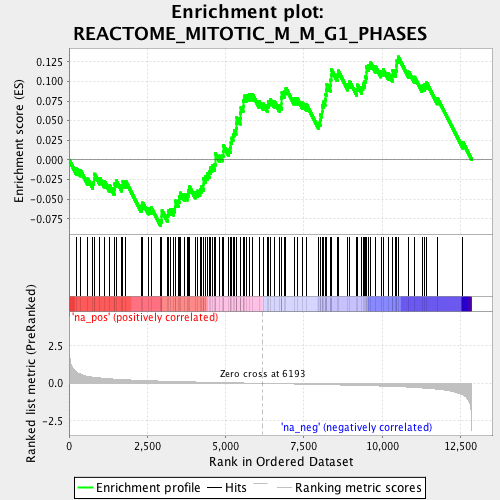 Enrichment plot:
REACTOME_MITOTIC_M_M_G1_PHASES
Enrichment score (ES)
0.125
0.100
0.075
0.050
0.025
0.000
-0.025
-0.050
-0.075
'na_pos' (positively correlated)
Ranked list metric (PreRanked)
2.5
0.0
-2.5
Zero cross at 6193
'na_neg' (negatively correlated)
0
2,500
5,000
7,500
10,000
12,500
Rank in Ordered Dataset
Enrichment profile
Hits
Ranking metric scores